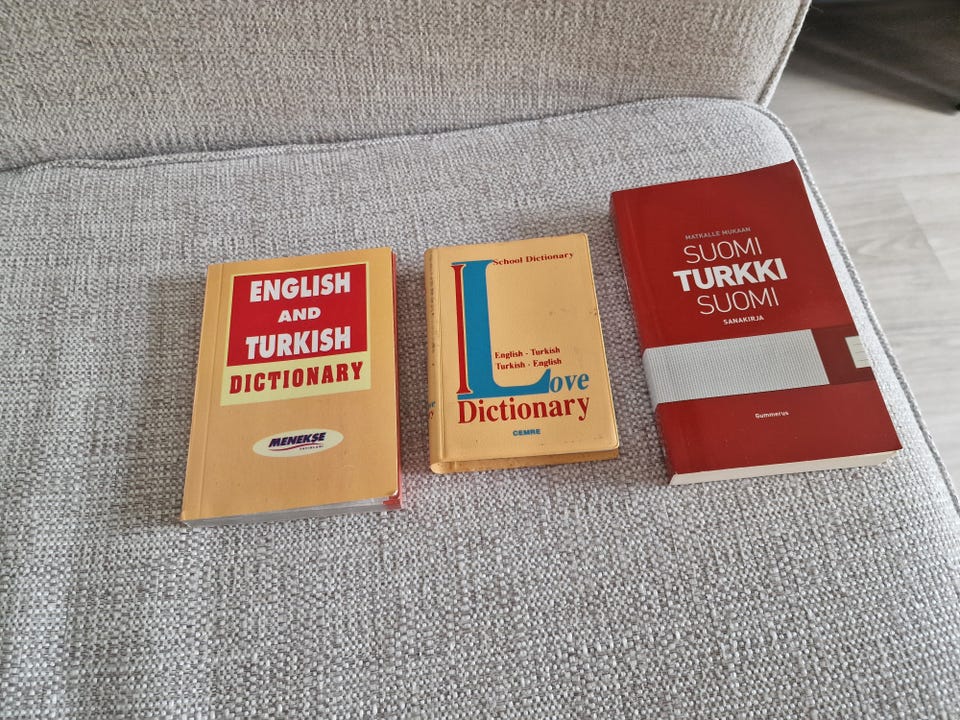 ENGLISH
AND
TURKISH
DICTIONARY
MENEKŞE
YAYINLARI
School Dictionary
English - Turkish
Turkish - English
Love
Dictionary
CEMRE
MATKALLE MUKAAN
SUOMI
TURKKI
SUOMI
SANAKIRJA
Gummerus